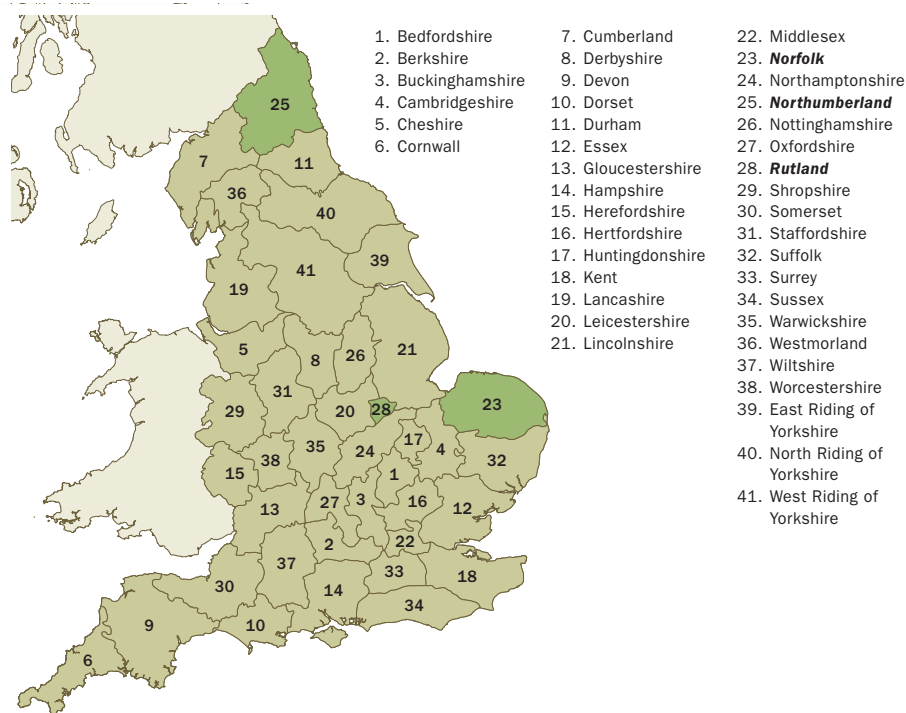 1. Bedfordshire
2. Berkshire
3. Buckinghamshire
4. Cambridgeshire
5. Cheshire
6. Cornwall
7. Cumberland
8. Derbyshire
9. Devon
10. Dorset
11. Durham
12. Essex
13. Gloucestershire
14. Hampshire
15. Herefordshire
16. Hertfordshire
17. Huntingdonshire
18. Kent
19. Lancashire
20. Leicestershire
21. Lincolnshire
22. Middlesex
23. Norfolk
24. Northamptonshire
25. Northumberland
26. Nottinghamshire
27. Oxfordshire
28. Rutland
29. Shropshire
30. Somerset
31. Staffordshire
32. Suffolk
33. Surrey
34. Sussex
35. Warwickshire
36. Westmorland
37. Wiltshire
38. Worcestershire
39. East Riding of
Yorkshire
40. North Riding of
Yorkshire
41. West Riding of
Yorkshire
25
7
11
36
40
39
41
19
5
8
26
21
31
29
20
28
23
35
24
17
4
32
38
15
1
13
27
3
16
12
2
22
37
33
18
30
14
34
9
10
6